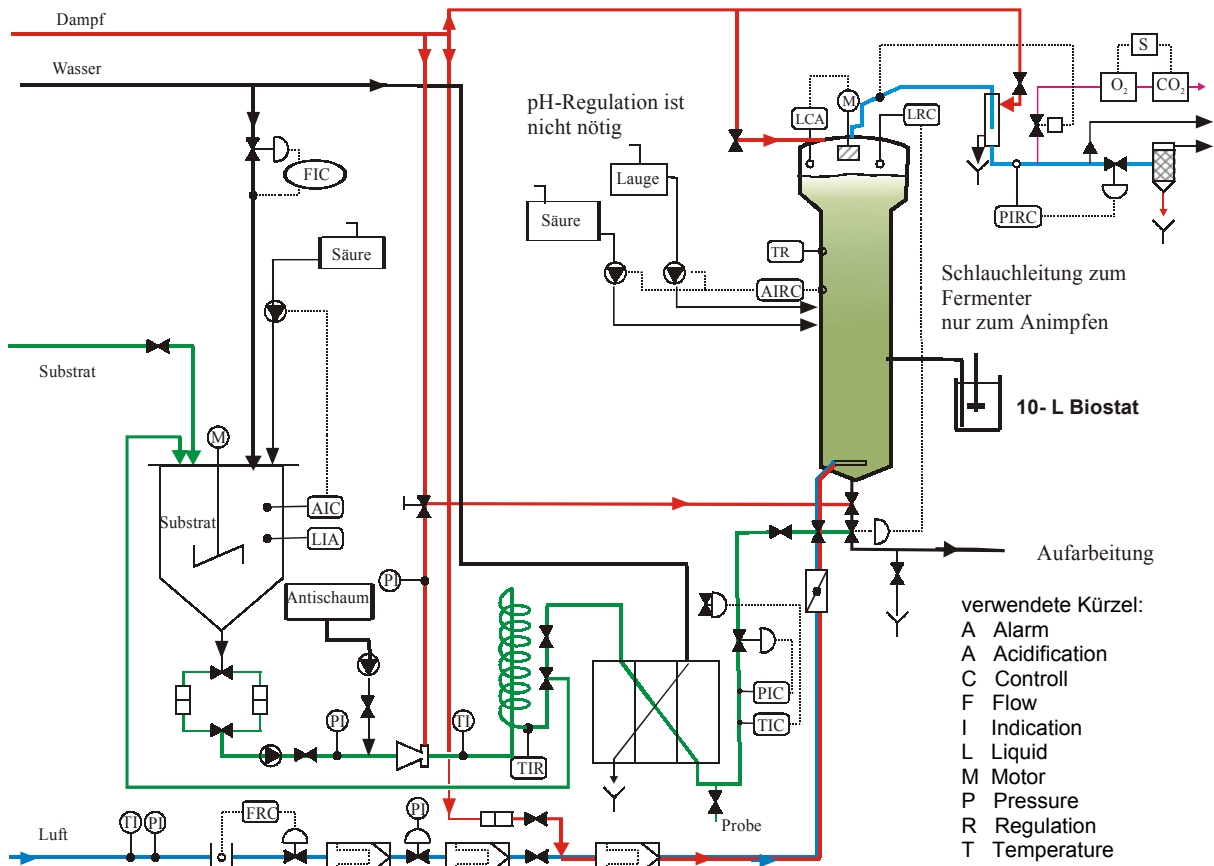 Dampf
Wasser
FIC
Säure
Substrat
M
Substrat
AIC
LIA
Antischaum
PI
PI
TI
TIR
Luft
TI
PI
FRC
PI
pH-Regulation ist
nicht nötig
Lauge
Säure
LCA
M
LRC
TR
AIRC
S
O₂
CO₂
PIRC
Schlauchleitung zum
Fermenter
nur zum Animpfen
10- L Biostat
Aufarbeitung
PIC
TIC
Probe
verwendete Kürzel:
A Alarm
A Acidification
C Controll
F Flow
I Indication
L Liquid
M Motor
P Pressure
R Regulation
T Temperature